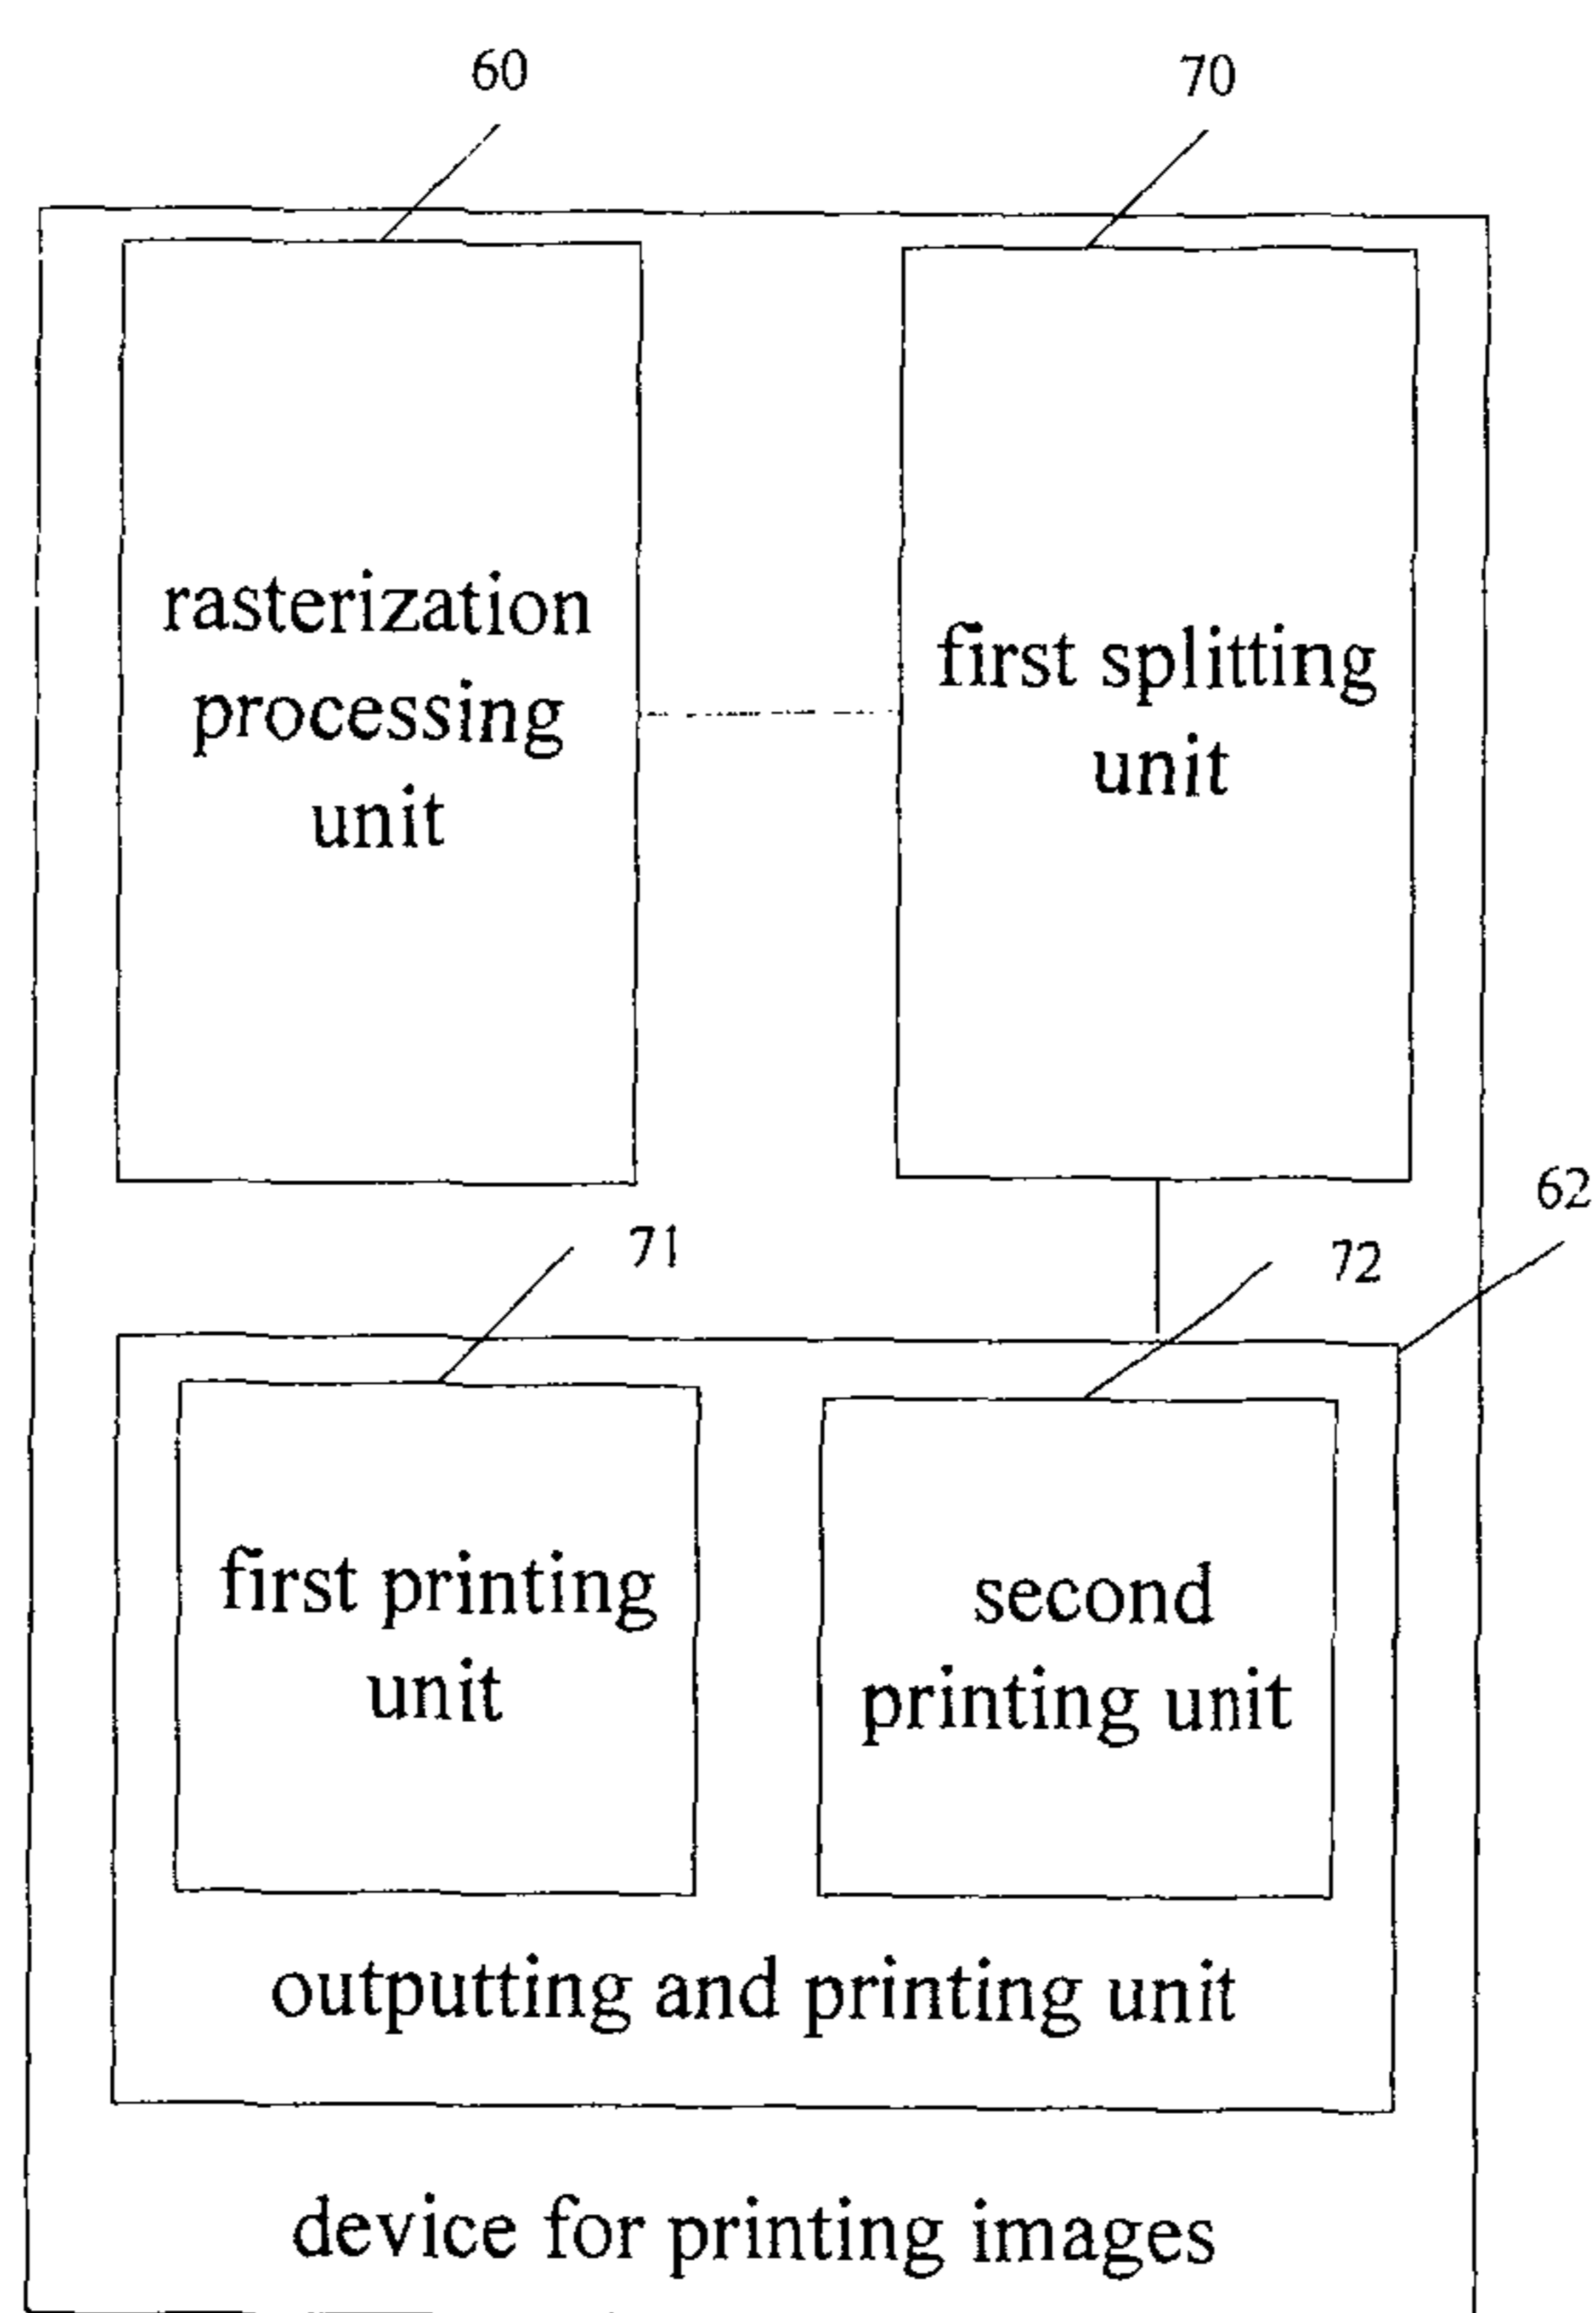 60
70
rasterization
processing
unit
first splitting
unit
62
71
72
first printing
unit
second
printing unit
outputting and printing unit
device for printing images